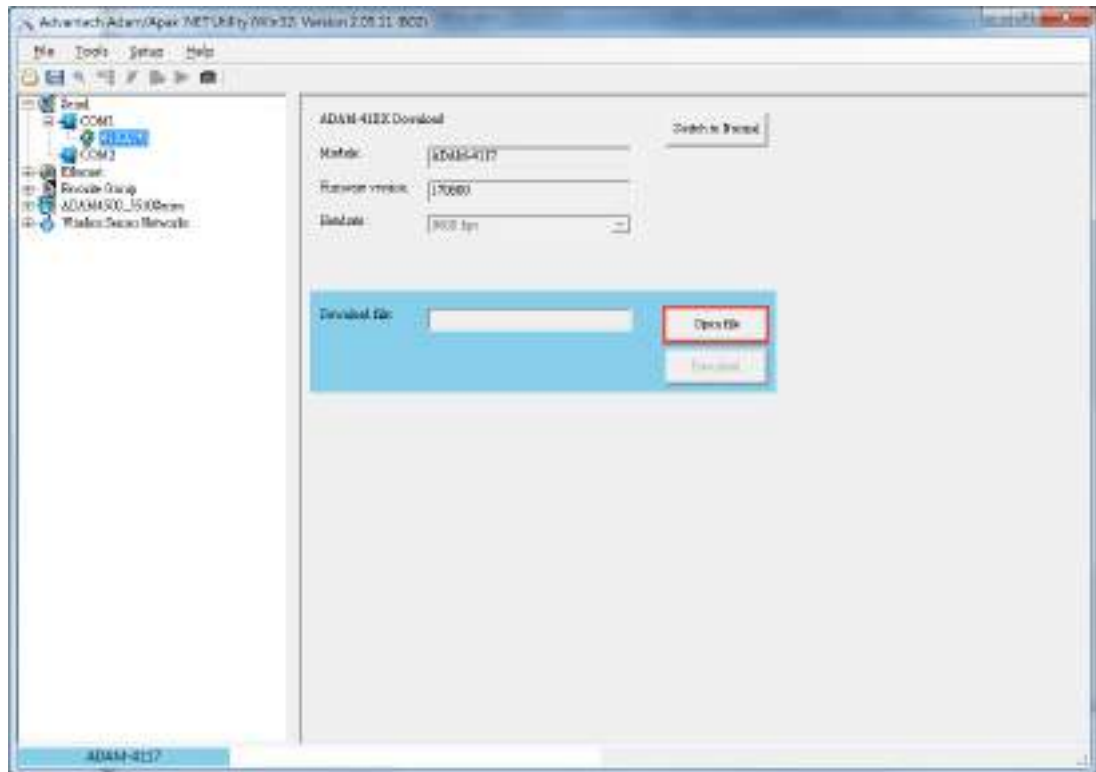 Advantech Adam/Apax .NET Utility (Win32) Version 2.05.11 (B02)
File Tools Setup Help
Serial
COM1
COM2
Ethernet
Favorite Group
ADAM4500_5510Series
Wireless Sensor Networks
ADAM-41XX Download
Switch to Normal
Module: ADAM-4117
Firmware version:
Baudrate: 9600 bps
Download file:
Open file
Download
ADAM-4117